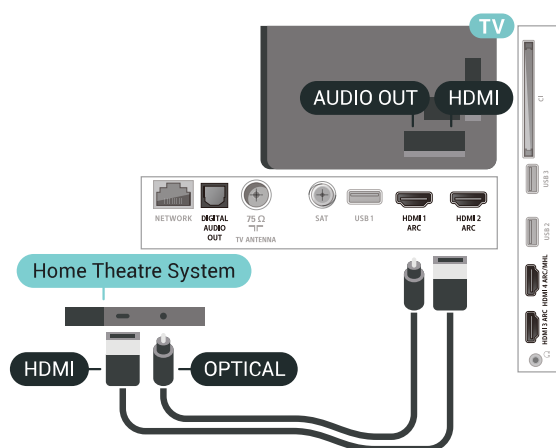 TV
AUDIO OUT
HDMI
CI
USB 3
USB 2
HDMI 4 ARC/MHL
HDMI 3 ARC
NETWORK
DIGITAL
AUDIO
OUT
75 Ω
TV ANTENNA
SAT
USB 1
HDMI 1
ARC
HDMI 2
ARC
Home Theatre System
HDMI
OPTICAL